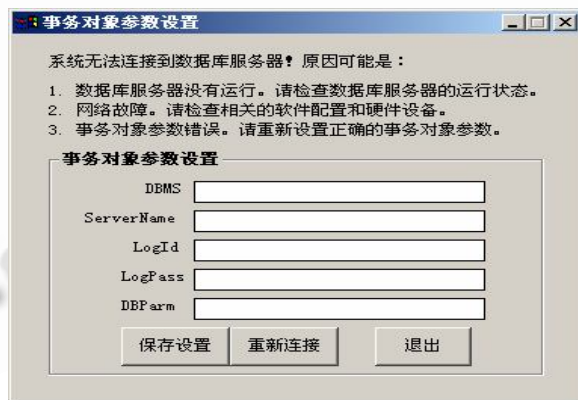 事务对象参数设置
系统无法连接到数据库服务器！原因可能是：
1. 数据库服务器没有运行。请检查数据库服务器的运行状态。
2. 网络故障。请检查相关的软件配置和硬件设备。
3. 事务对象参数错误。请重新设置正确的事务对象参数。
事务对象参数设置
DBMS
ServerName
LogId
LogPass
DBParm
保存设置 重新连接 退出